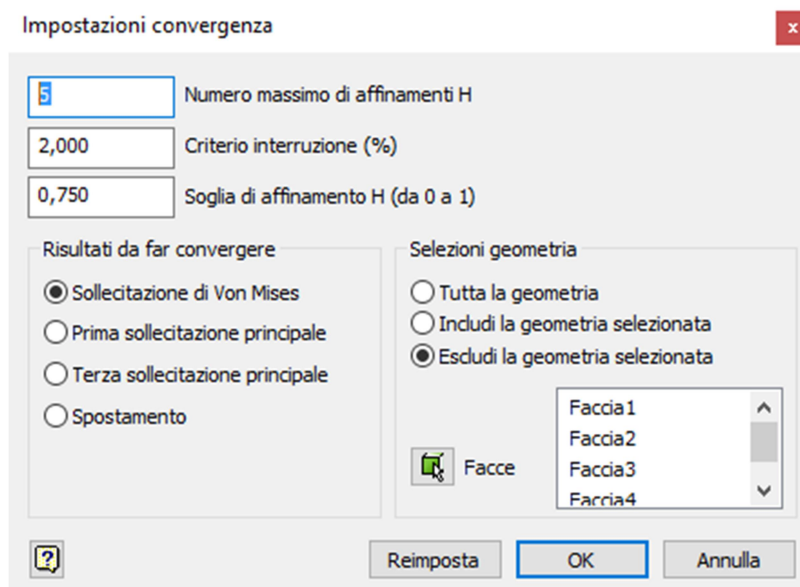 Impostazioni convergenza
x
5 Numero massimo di affinamenti H
2,000 Criterio interruzione (%)
0,750 Soglia di affinamento H (da 0 a 1)
Risultati da far convergere
Sollecitazione di Von Mises
Prima sollecitazione principale
Terza sollecitazione principale
Spostamento
Selezioni geometria
Tutta la geometria
Includi la geometria selezionata
Escludi la geometria selezionata
Facce
Faccia1
Faccia2
Faccia3
Faccia4
?
Reimposta
OK
Annulla